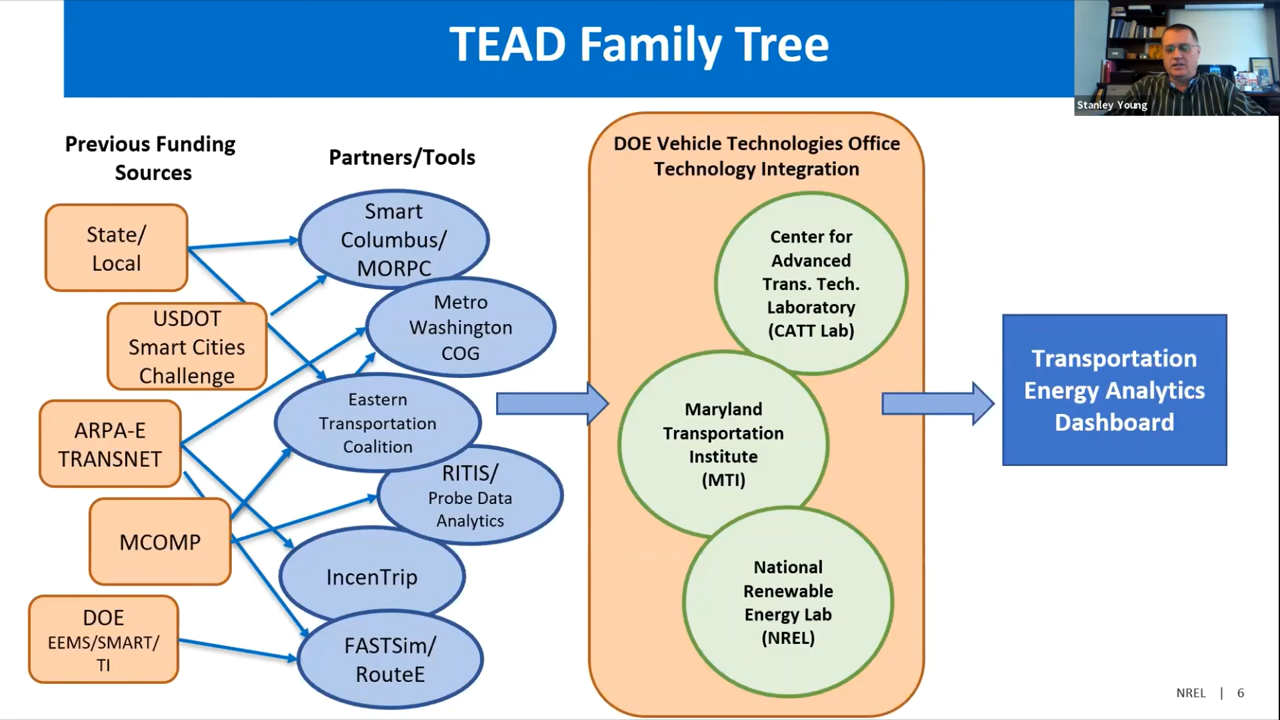 TEAD Family Tree
Stanley Young
Previous Funding
Sources
State/
Local
USDOT
Smart Cities
Challenge
ARPA-E
TRANSNET
MCOMP
DOE
EEMS/SMART/
TI
Partners/Tools
Smart
Columbus/
MORPC
Metro
Washington
COG
Eastern
Transportation
Coalition
RITIS/
Probe Data
Analytics
IncenTrip
FASTSim/
RouteE
DOE Vehicle Technologies Office
Technology Integration
Center for
Advanced
Trans. Tech.
Laboratory
(CATT Lab)
Maryland
Transportation
Institute
(MTI)
National
Renewable
Energy Lab
(NREL)
Transportation
Energy Analytics
Dashboard
NREL | 6